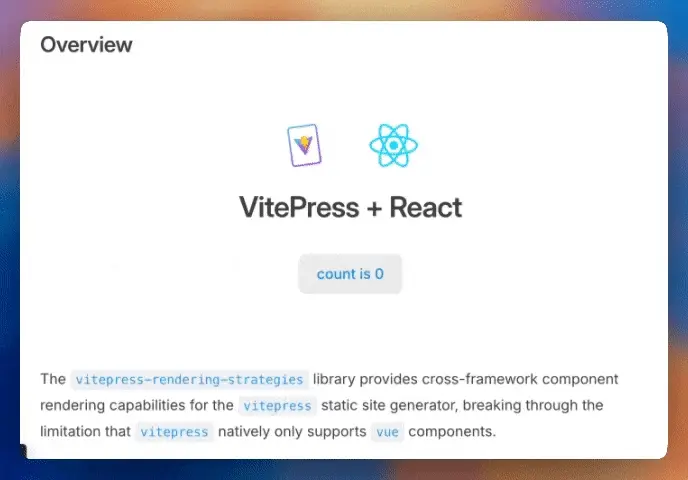 Overview
VitePress + React
count is 0
The vitepress-rendering-strategies library provides cross-framework component
rendering capabilities for the vitepress static site generator, breaking through the
limitation that vitepress natively only supports vue components.